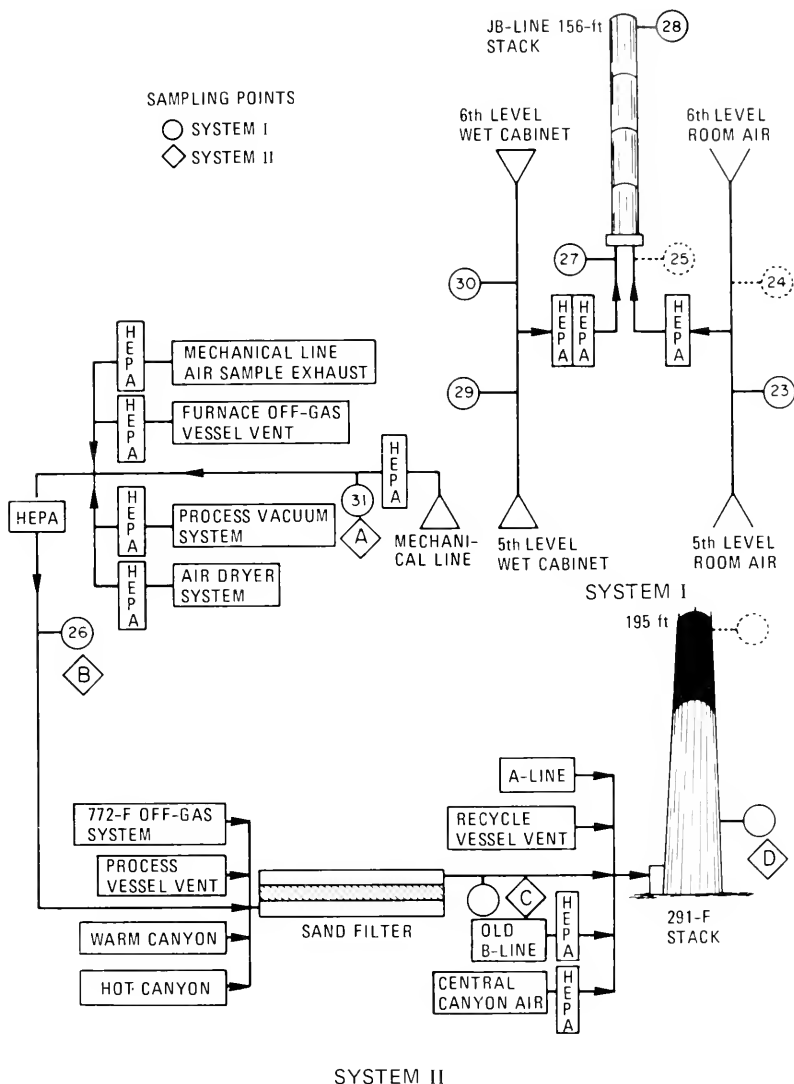 JB-LINE 156-ft
STACK
28
SAMPLING POINTS
SYSTEM I
SYSTEM II
6th LEVEL
WET CABINET
6th LEVEL
ROOM AIR
27
25
30
24
HEPA
HEPA
HEPA
29
23
HEPA
MECHANICAL LINE
AIR SAMPLE EXHAUST
HEPA
FURNACE OFF-GAS
VESSEL VENT
HEPA
31
A
HEPA
HEPA
PROCESS VACUUM
SYSTEM
MECHANI-
CAL LINE
5th LEVEL
WET CABINET
5th LEVEL
ROOM AIR
HEPA
AIR DRYER
SYSTEM
SYSTEM I
195 ft
26
B
A-LINE
772-F OFF-GAS
SYSTEM
RECYCLE
VESSEL VENT
PROCESS
VESSEL VENT
D
C
SAND FILTER
OLD
B-LINE
HEPA
291-F
STACK
WARM CANYON
HOT CANYON
CENTRAL
CANYON AIR
HEPA
SYSTEM II